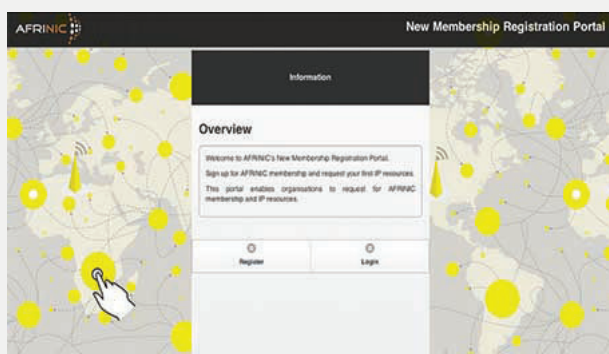 AFRINIC
New Membership Registration Portal
Information
Overview
Welcome to AFRINIC's New Membership Registration Portal.
Sign up for AFRINIC membership and request your first IP resources.
This portal enables organisations to request for AFRINIC
membership and IP resources.
Register
Login